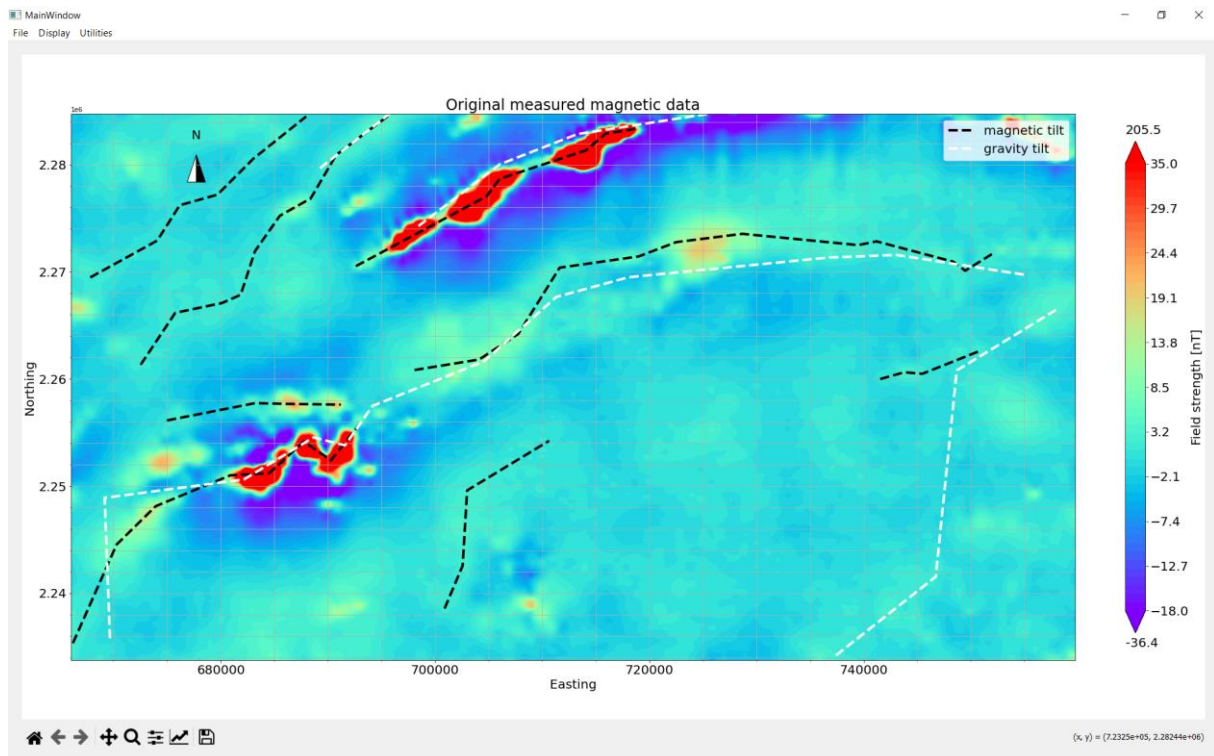 MainWindow
File Display Utilities
Original measured magnetic data
1e6
N
magnetic tilt
gravity tilt
205.5
35.0
29.7
24.4
19.1
13.8
8.5
3.2
−2.1
−7.4
−12.7
−18.0
-36.4
Field strength [nT]
2.28
2.27
2.26
2.25
2.24
Northing
680000 700000 720000 740000
Easting
(x, y) = (7.2325e+05, 2.28244e+06)